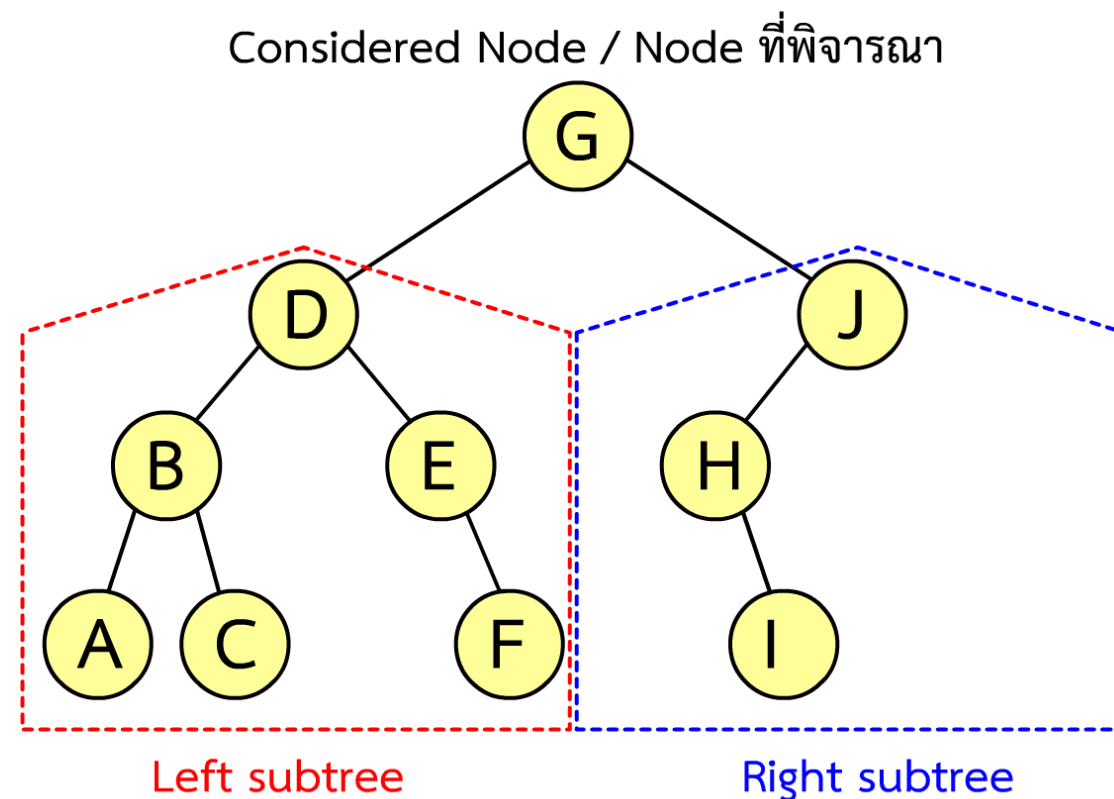 Considered Node / Node ที่พิจารณา
G
D
J
B
E
H
A
C
F
I
Left subtree
Right subtree